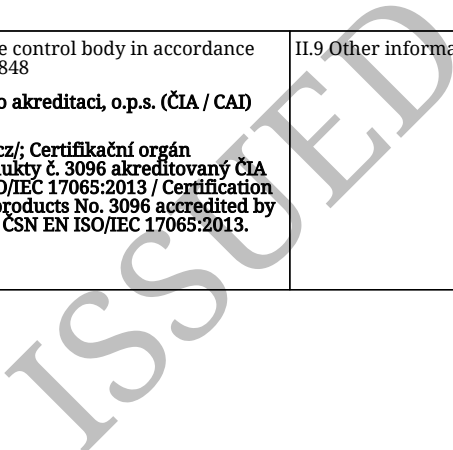 e control body in accordance
848
o akreditaci, o.p.s. (ČIA / CAI)
cz/; Certifikační orgán
ukty č. 3096 akreditovaný ČIA
O/IEC 17065:2013 / Certification
products No. 3096 accredited by
ČSN EN ISO/IEC 17065:2013.
II.9 Other informa
ISSUED